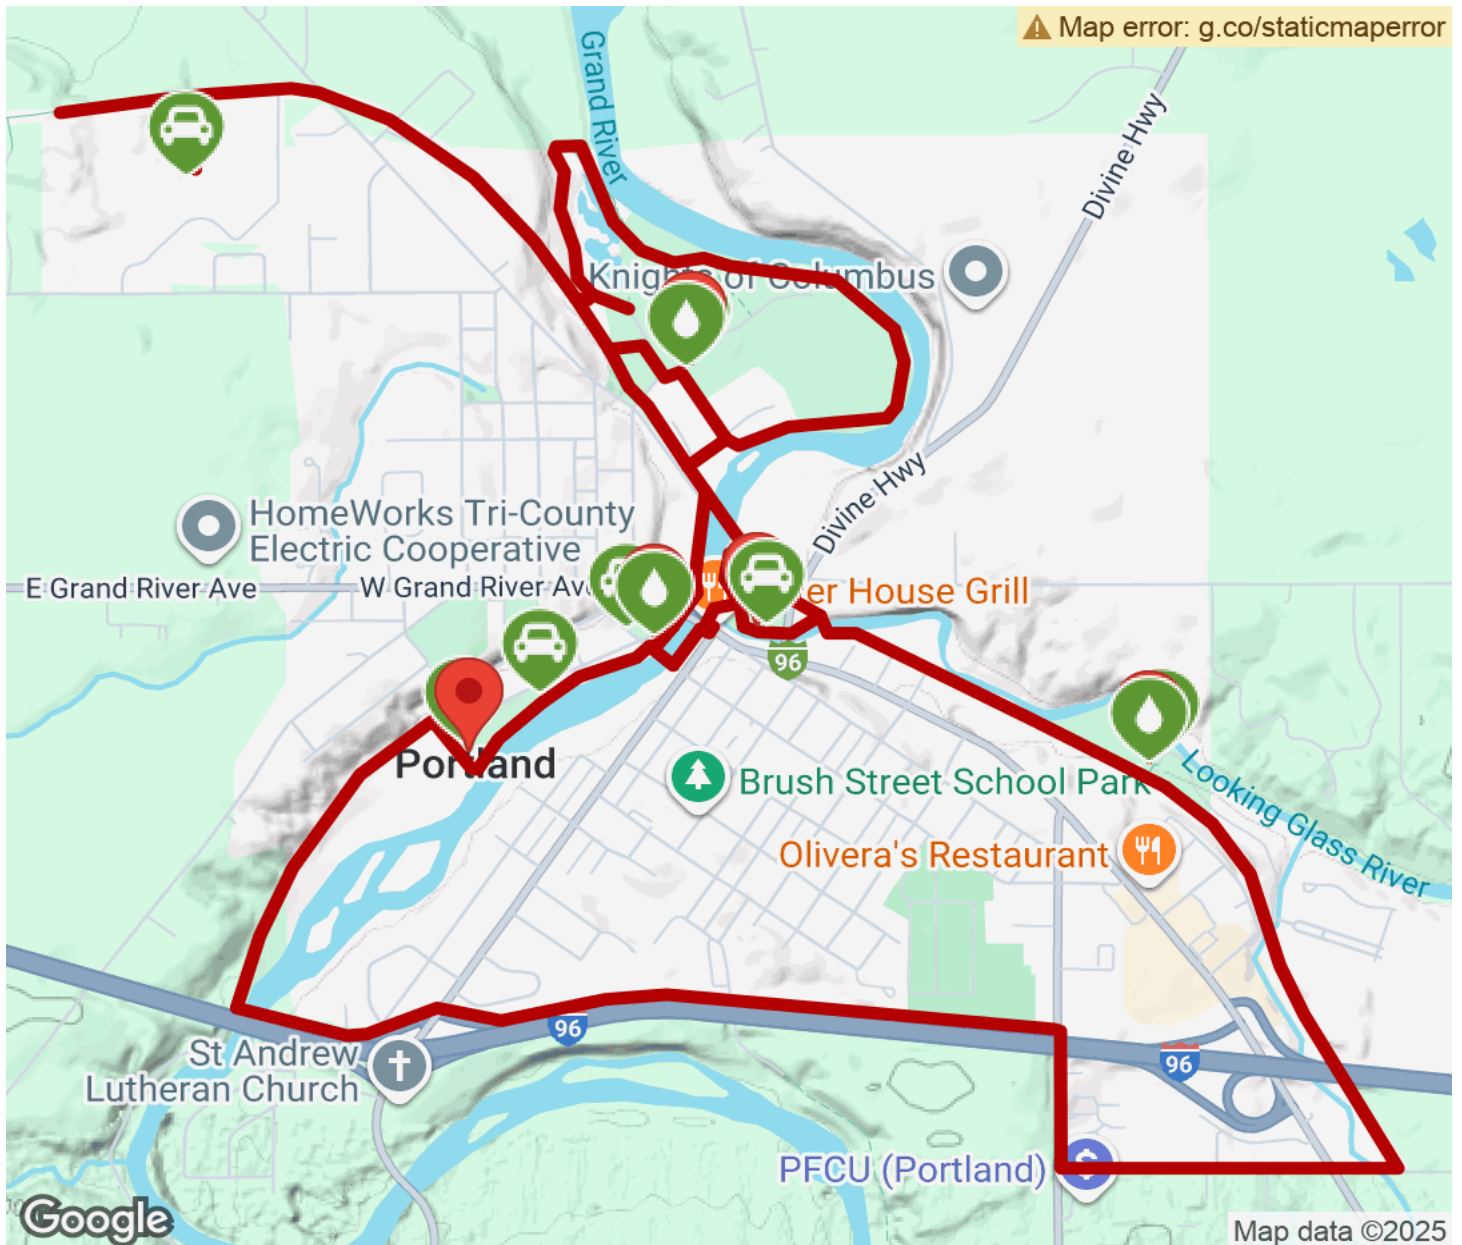 Map error: g.co/staticmaperror
Grand River
Divine Hwy
Knights of Columbus
Divine Hwy
HomeWorks Tri-County
Electric Cooperative
E Grand River Ave
W Grand River Av
er House Grill
96
Portland
Brush Street School Park
Looking Glass River
Olivera's Restaurant
96
St Andrew
Lutheran Church
96
PFCU (Portland)
$
Google
Map data ©2025